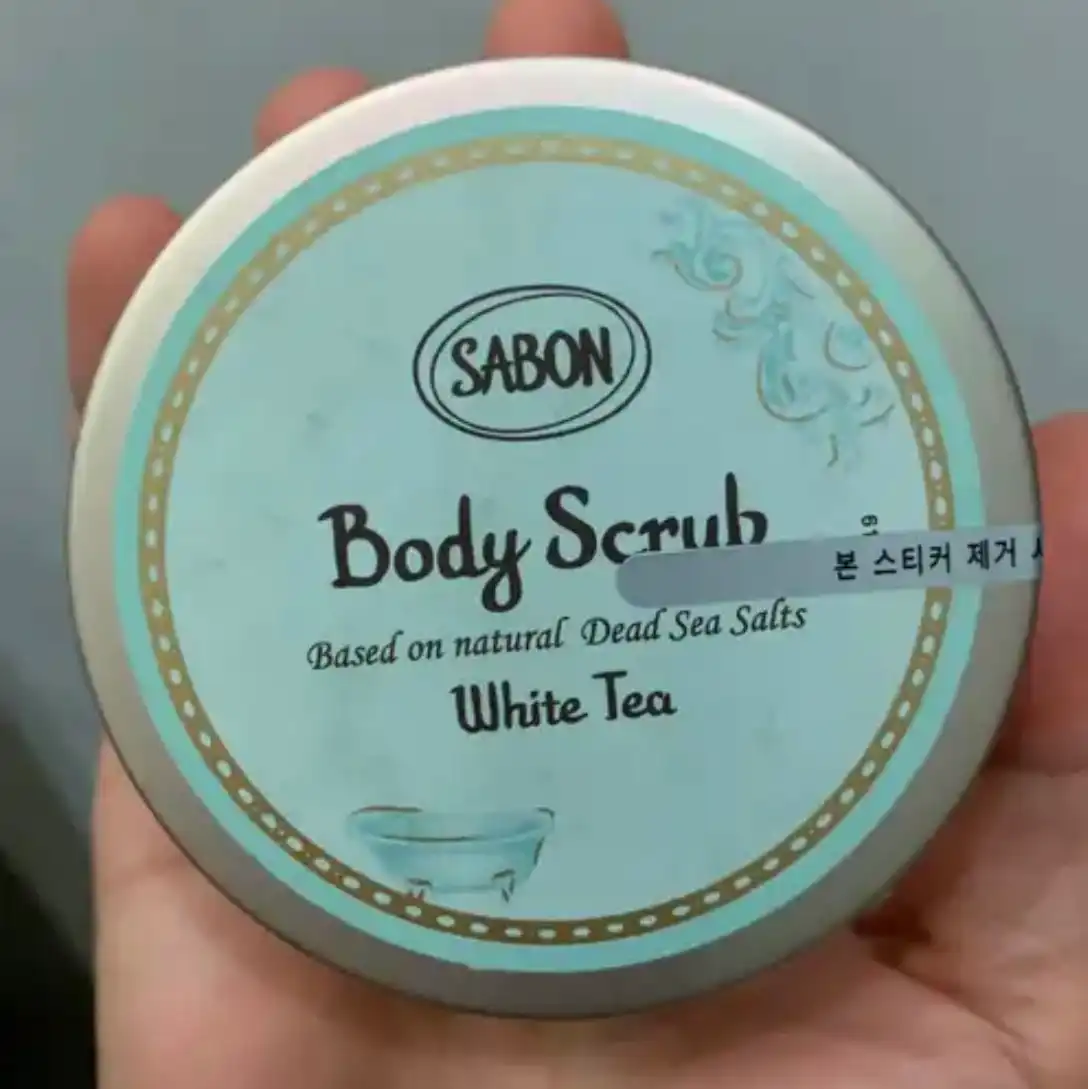 SABON
Body Scrub
본 스티커 제거
Based on natural Dead Sea Salts
White Tea